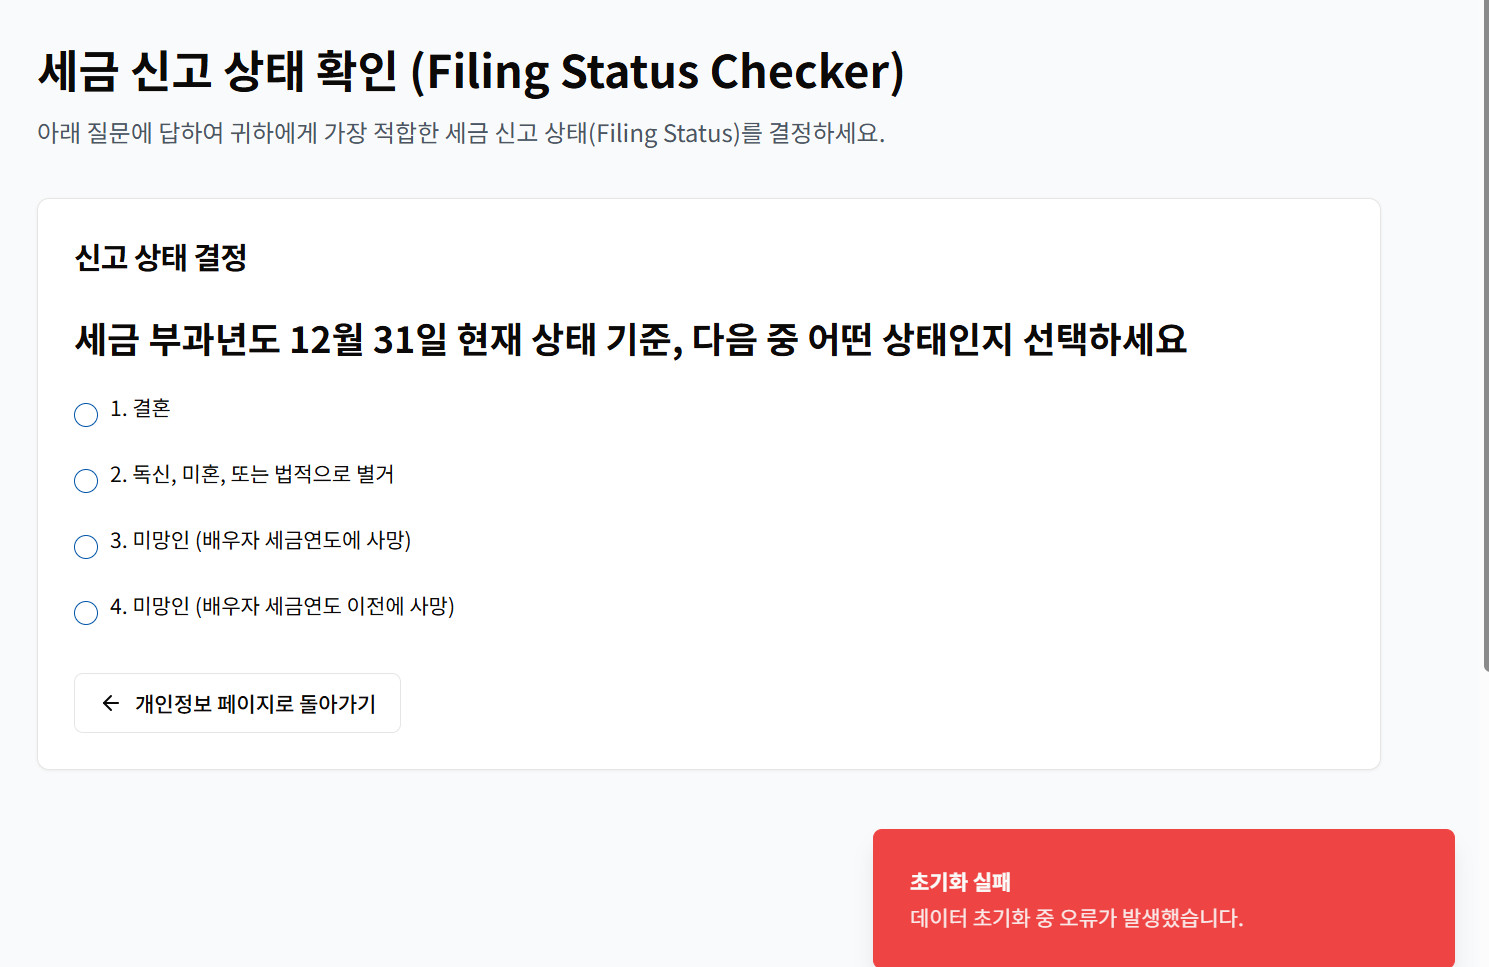 세금 신고 상태 확인 (Filing Status Checker)
아래 질문에 답하여 귀하에게 가장 적합한 세금 신고 상태(Filing Status)를 결정하세요.
신고 상태 결정
세금 부과년도 12월 31일 현재 상태 기준, 다음 중 어떤 상태인지 선택하세요
1. 결혼
2. 독신, 미혼, 또는 법적으로 별거
3. 미망인 (배우자 세금연도에 사망)
4. 미망인 (배우자 세금연도 이전에 사망)
← 개인정보 페이지로 돌아가기
초기화 실패
데이터 초기화 중 오류가 발생했습니다.